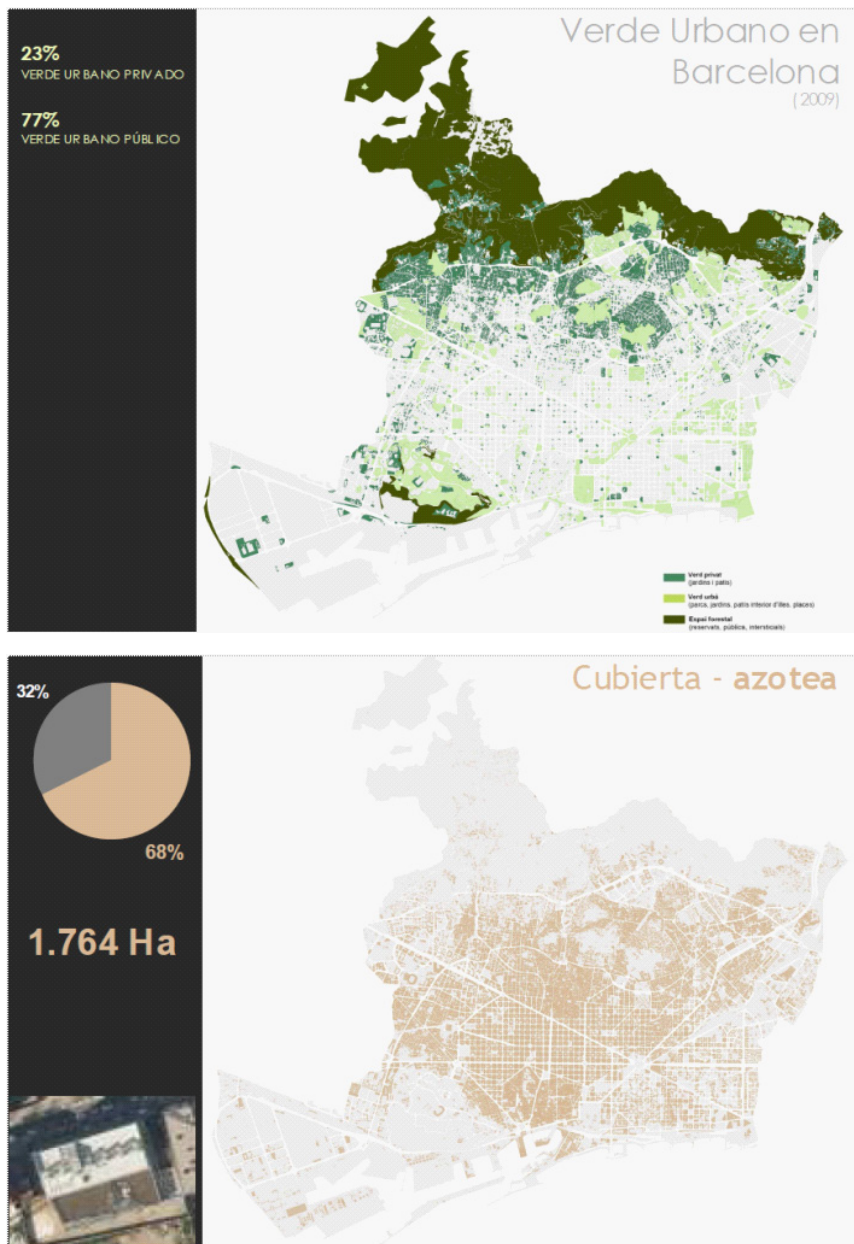 23%
VERDE URBANO PRIVADO
77%
VERDE URBANO PÚBLICO
Verde Urbano en
Barcelona
(2009)
Verd privat
(jardins i patis)
Verd urbà
(parcs, jardins, patis interior d'illes, places)
Espai forestal
(reservats, públics, intersticials)
32%
68%
1.764 Ha
Cubierta - azotea